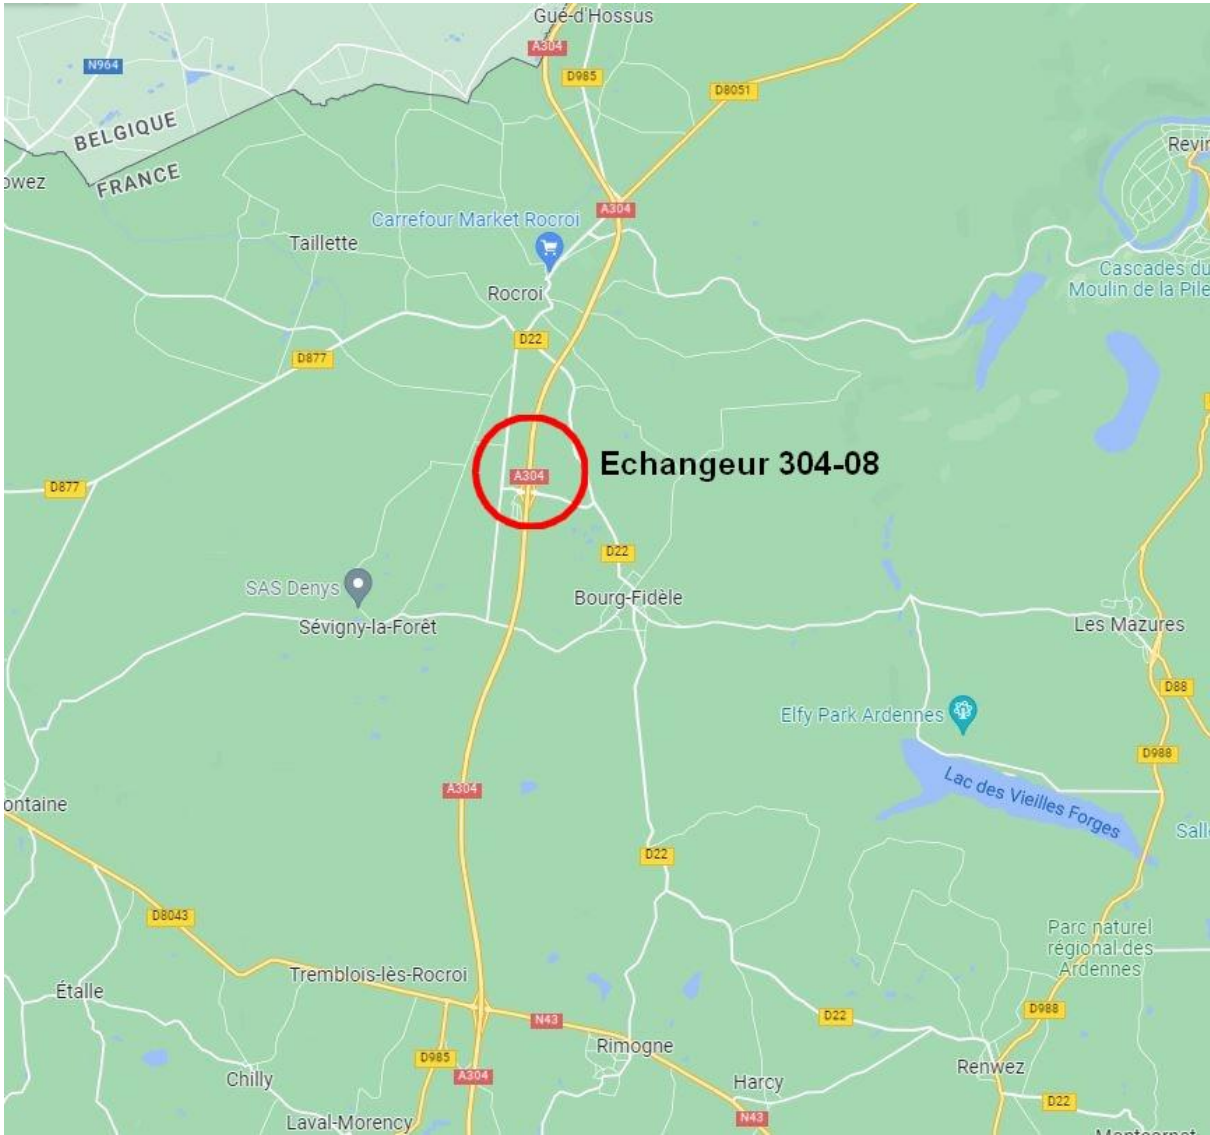 Gué-d'Hossus
A304
N964
D985
D8051
BELGIQUE
FRANCE
owez
Revin
A304
Carrefour Market Rocroi
Taillette
Cascades du
Moulin de la Pile
Rocroi
D22
D877
Echangeur 304-08
A304
D877
D22
SAS Denys
Bourg-Fidèle
Sévigny-la-Forêt
Les Mazures
D88
Elfy Park Ardennes
D988
A304
Lac des Vieilles Forges
ontaine
Sall
D22
D8043
Parc naturel
régional des
Ardennes
Tremblois-lès-Rocroi
Étalle
D988
N43
D22
Rimogne
D985
Renwez
A304
Chilly
Harcy
D22
N43
Laval-Morency